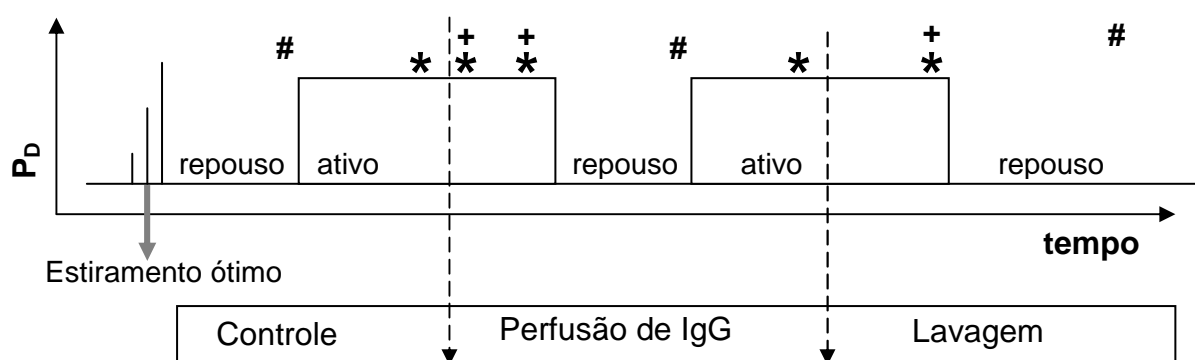 # + + # + #
* * * * *
P_D
repouso ativo repouso ativo repouso
tempo
Estiramento ótimo
Controle Perfusão de IgG Lavagem